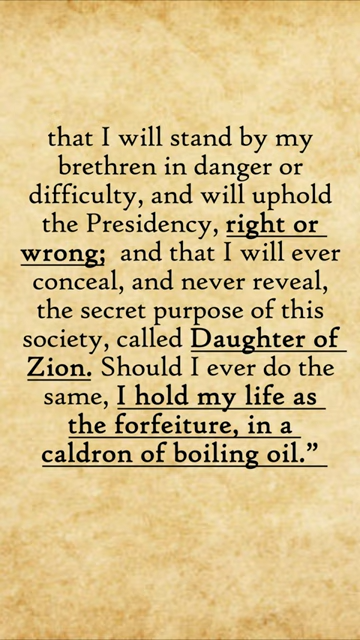 that I will stand by my
brethren in danger or
difficulty, and will uphold
the Presidency, right or
wrong;  and that I will ever
conceal, and never reveal,
the secret purpose of this
society, called Daughter of
Zion. Should I ever do the
same, I hold my life as
the forfeiture, in a
caldron of boiling oil.”